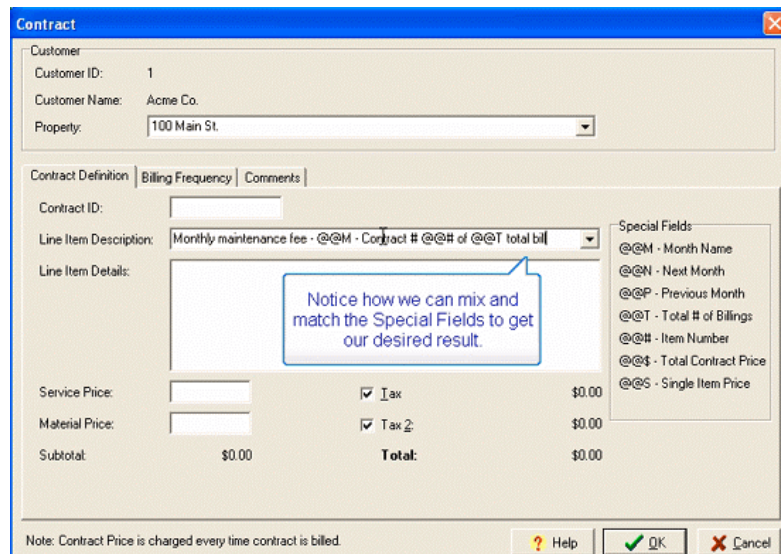 Contract
Customer
Customer ID: 1
Customer Name: Acme Co.
Property: 100 Main St.
Contract Definition Billing Frequency Comments
Contract ID:
Line Item Description: Monthly maintenance fee - @@M - Contract # @@# of @@T total bill
Line Item Details:
Notice how we can mix and
match the Special Fields to get
our desired result.
Special Fields
@@M - Month Name
@@N - Next Month
@@P - Previous Month
@@T - Total # of Billings
@@# - Item Number
@@$ - Total Contract Price
@@S - Single Item Price
Service Price: Tax $0.00
Material Price: Tax 2: $0.00
Subtotal: $0.00 Total: $0.00
Note: Contract Price is charged every time contract is billed.
? Help OK Cancel